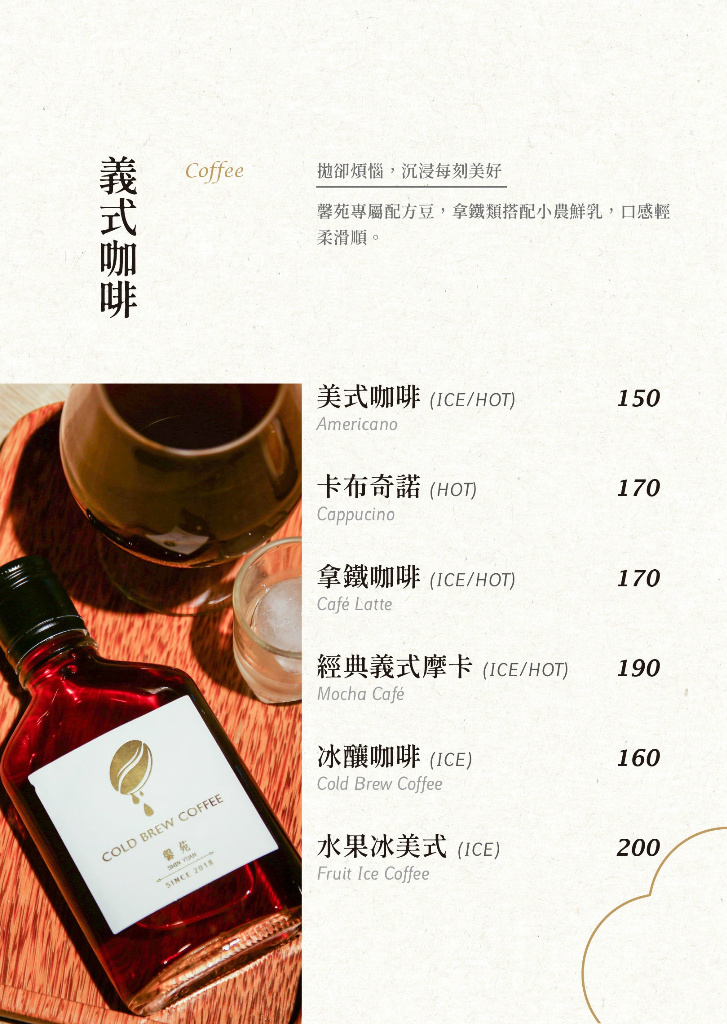 義式咖啡
Coffee
拋卻煩惱，沉浸每刻美好
馨苑專屬配方豆，拿鐵類搭配小農鮮乳，口感輕
柔滑順。
美式咖啡 (ICE/HOT) 150
Americano
卡布奇諾 (HOT) 170
Cappucino
拿鐵咖啡 (ICE/HOT) 170
Café Latte
經典義式摩卡 (ICE/HOT) 190
Mocha Café
冰釀咖啡 (ICE) 160
Cold Brew Coffee
水果冰美式 (ICE) 200
Fruit Ice Coffee
COLD BREW COFFEE
馨苑
SHIN YUAN
SINCE 2018